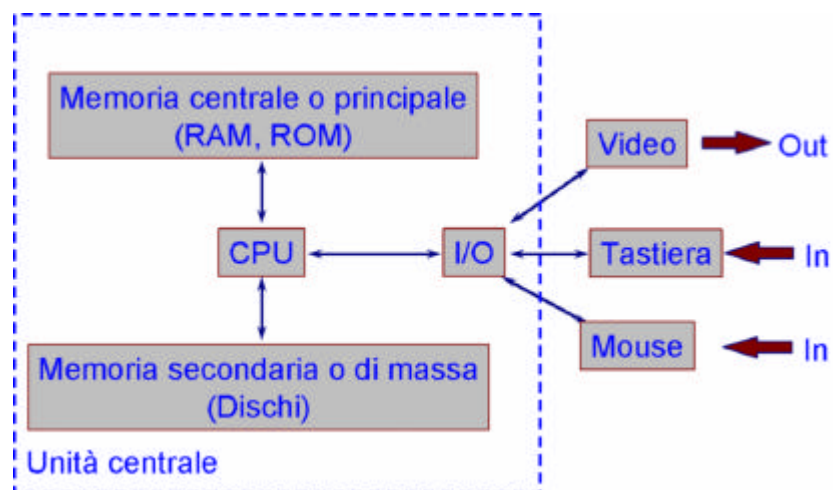 Memoria centrale o principale
(RAM, ROM)
Video
Out
CPU
I/O
Tastiera
In
Mouse
In
Memoria secondaria o di massa
(Dischi)
Unità centrale